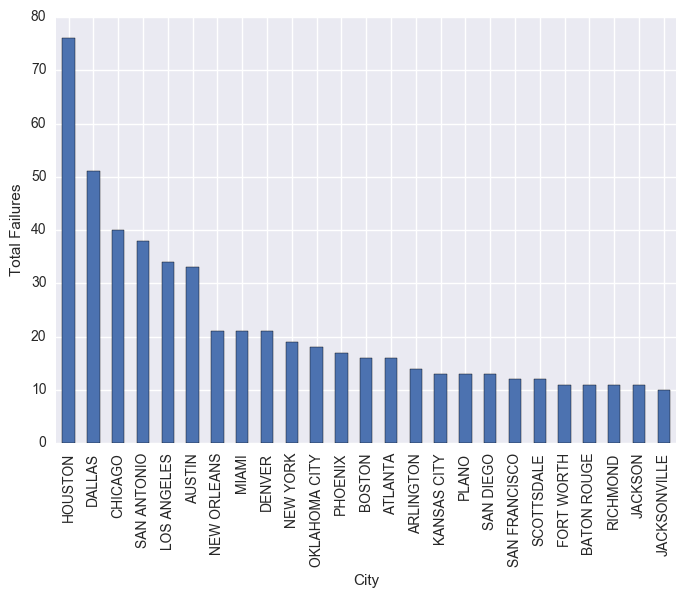 80
70
60
50
40
30
20
10
0
Total Failures
HOUSTON
DALLAS
CHICAGO
SAN ANTONIO
LOS ANGELES
AUSTIN
NEW ORLEANS
MIAMI
DENVER
NEW YORK
OKLAHOMA CITY
PHOENIX
BOSTON
ATLANTA
ARLINGTON
KANSAS CITY
PLANO
SAN DIEGO
SAN FRANCISCO
SCOTTSDALE
FORT WORTH
BATON ROUGE
RICHMOND
JACKSON
JACKSONVILLE
City